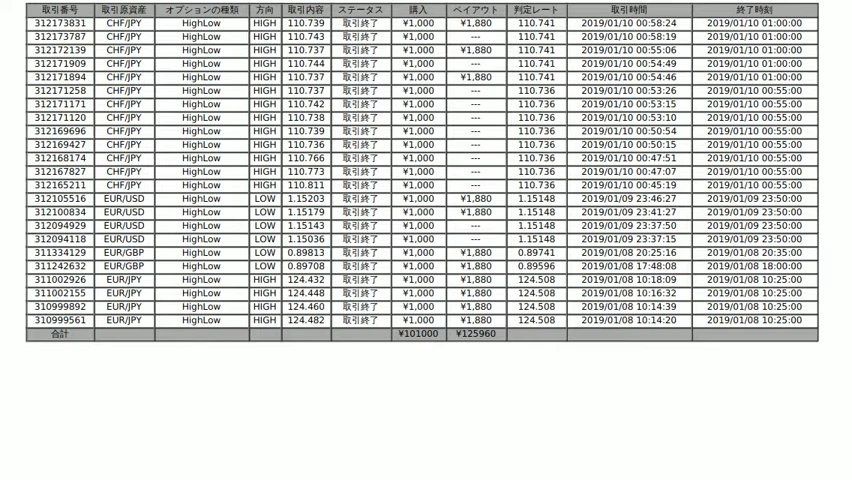 取引番号 取引原資産 オプションの種類 方向 取引内容 ステータス 購入 ペイアウト 判定レート 取引時間 終了時刻
312173831 CHF/JPY HighLow HIGH 110.739 取引終了 ¥1,000 ¥1,880 110.741 2019/01/10 00:58:24 2019/01/10 01:00:00
312173787 CHF/JPY HighLow HIGH 110.743 取引終了 ¥1,000 --- 110.741 2019/01/10 00:58:19 2019/01/10 01:00:00
312172139 CHF/JPY HighLow HIGH 110.737 取引終了 ¥1,000 ¥1,880 110.741 2019/01/10 00:55:06 2019/01/10 01:00:00
312171909 CHF/JPY HighLow HIGH 110.744 取引終了 ¥1,000 --- 110.741 2019/01/10 00:54:49 2019/01/10 01:00:00
312171894 CHF/JPY HighLow HIGH 110.737 取引終了 ¥1,000 ¥1,880 110.741 2019/01/10 00:54:46 2019/01/10 01:00:00
312171258 CHF/JPY HighLow HIGH 110.737 取引終了 ¥1,000 --- 110.736 2019/01/10 00:53:26 2019/01/10 00:55:00
312171171 CHF/JPY HighLow HIGH 110.742 取引終了 ¥1,000 --- 110.736 2019/01/10 00:53:15 2019/01/10 00:55:00
312171120 CHF/JPY HighLow HIGH 110.738 取引終了 ¥1,000 --- 110.736 2019/01/10 00:53:10 2019/01/10 00:55:00
312169696 CHF/JPY HighLow HIGH 110.739 取引終了 ¥1,000 --- 110.736 2019/01/10 00:50:54 2019/01/10 00:55:00
312169427 CHF/JPY HighLow HIGH 110.736 取引終了 ¥1,000 --- 110.736 2019/01/10 00:50:15 2019/01/10 00:55:00
312168174 CHF/JPY HighLow HIGH 110.766 取引終了 ¥1,000 --- 110.736 2019/01/10 00:47:51 2019/01/10 00:55:00
312167827 CHF/JPY HighLow HIGH 110.773 取引終了 ¥1,000 --- 110.736 2019/01/10 00:47:07 2019/01/10 00:55:00
312165211 CHF/JPY HighLow HIGH 110.811 取引終了 ¥1,000 --- 110.736 2019/01/10 00:45:19 2019/01/10 00:55:00
312105516 EUR/USD HighLow LOW 1.15203 取引終了 ¥1,000 ¥1,880 1.15148 2019/01/09 23:46:27 2019/01/09 23:50:00
312100834 EUR/USD HighLow LOW 1.15179 取引終了 ¥1,000 ¥1,880 1.15148 2019/01/09 23:41:27 2019/01/09 23:50:00
312094929 EUR/USD HighLow LOW 1.15143 取引終了 ¥1,000 --- 1.15148 2019/01/09 23:37:50 2019/01/09 23:50:00
312094118 EUR/USD HighLow LOW 1.15036 取引終了 ¥1,000 --- 1.15148 2019/01/09 23:37:15 2019/01/09 23:50:00
311334129 EUR/GBP HighLow LOW 0.89813 取引終了 ¥1,000 ¥1,880 0.89741 2019/01/08 20:25:16 2019/01/08 20:35:00
311242632 EUR/GBP HighLow LOW 0.89708 取引終了 ¥1,000 ¥1,880 0.89596 2019/01/08 17:48:08 2019/01/08 18:00:00
311002926 EUR/JPY HighLow HIGH 124.432 取引終了 ¥1,000 ¥1,880 124.508 2019/01/08 10:18:09 2019/01/08 10:25:00
311002155 EUR/JPY HighLow HIGH 124.448 取引終了 ¥1,000 ¥1,880 124.508 2019/01/08 10:16:32 2019/01/08 10:25:00
310999892 EUR/JPY HighLow HIGH 124.460 取引終了 ¥1,000 ¥1,880 124.508 2019/01/08 10:14:39 2019/01/08 10:25:00
310999561 EUR/JPY HighLow HIGH 124.482 取引終了 ¥1,000 ¥1,880 124.508 2019/01/08 10:14:20 2019/01/08 10:25:00
合計 ¥101000 ¥125960